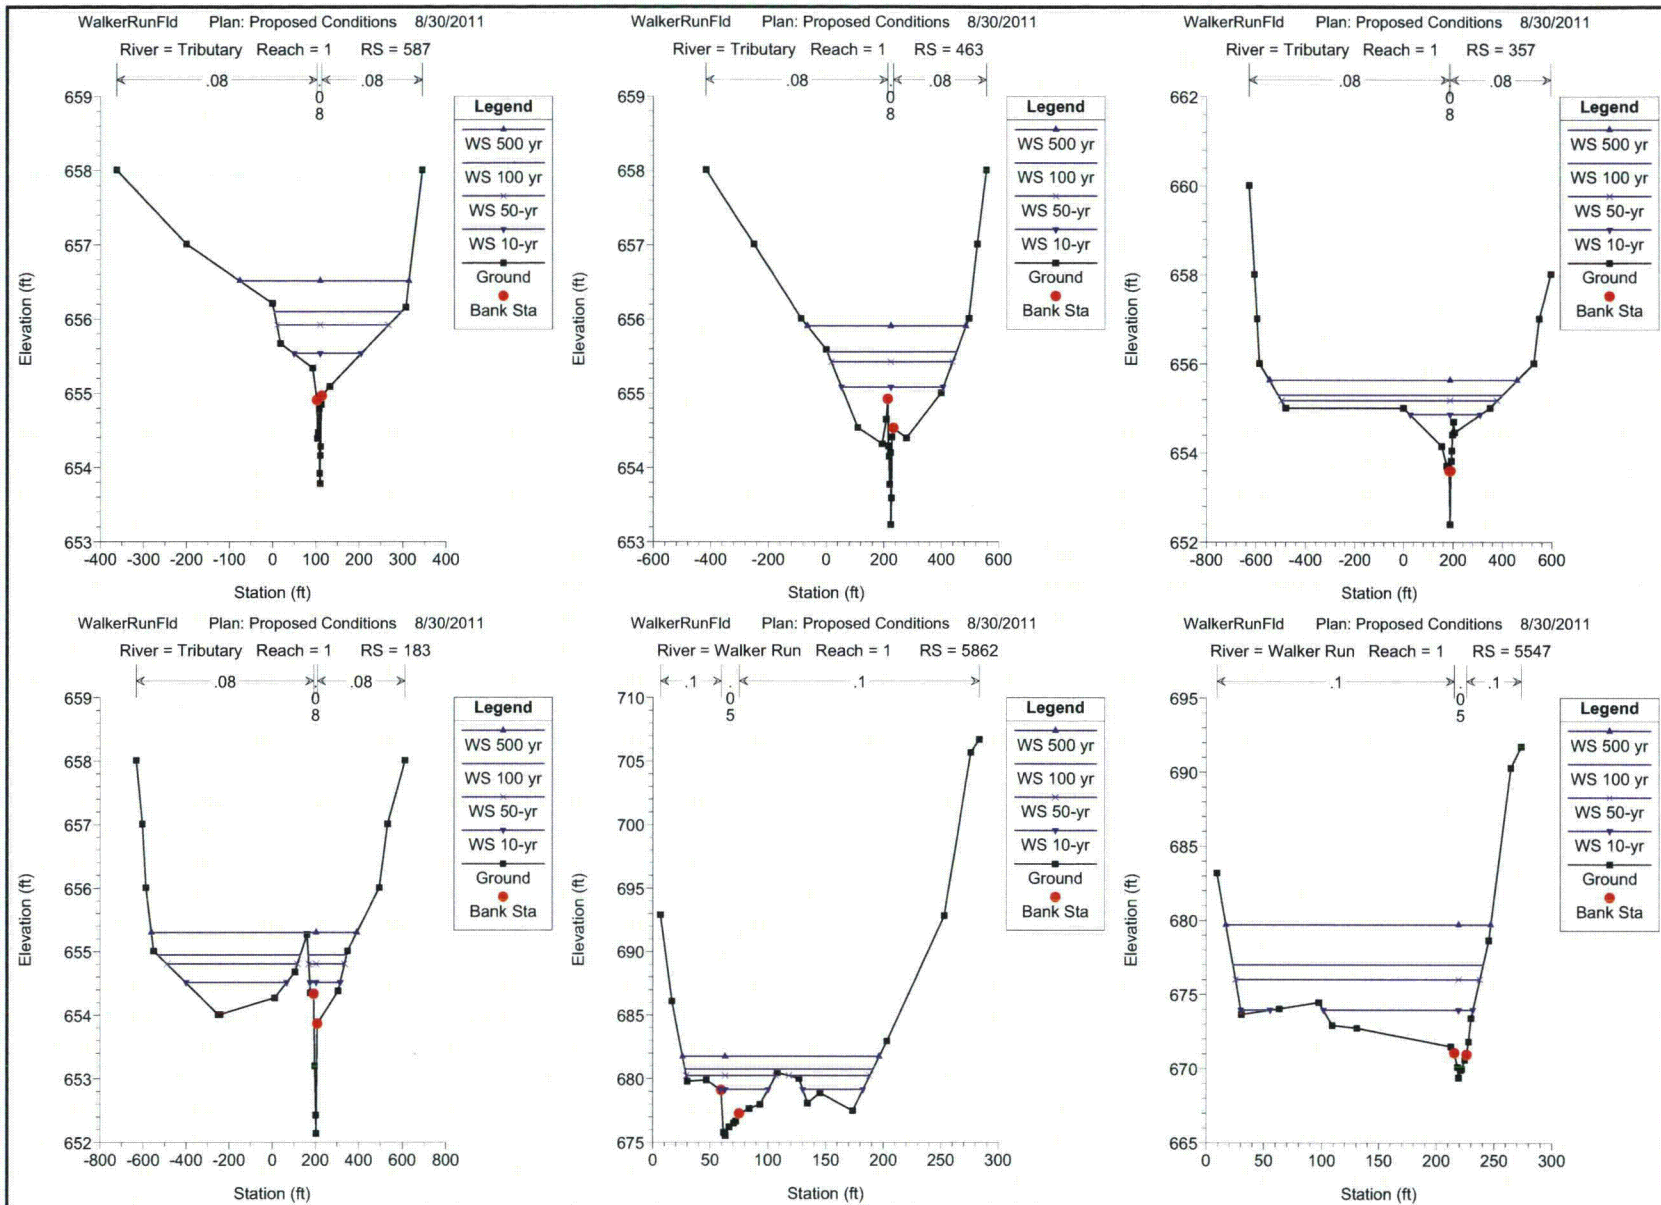 WalkerRunFld Plan: Proposed Conditions 8/30/2011
River = Tributary Reach = 1 RS = 587
.08
.08
.
0
8
Legend
WS 500 yr
WS 100 yr
WS 50-yr
WS 10-yr
Ground
Bank Sta
659
658
657
656
655
654
653
Elevation (ft)
-400 -300 -200 -100 0 100 200 300 400
Station (ft)
WalkerRunFld Plan: Proposed Conditions 8/30/2011
River = Tributary Reach = 1 RS = 463
.08
.08
.
0
8
Legend
WS 500 yr
WS 100 yr
WS 50-yr
WS 10-yr
Ground
Bank Sta
659
658
657
656
655
654
653
Elevation (ft)
-600 -400 -200 0 200 400 600
Station (ft)
WalkerRunFld Plan: Proposed Conditions 8/30/2011
River = Tributary Reach = 1 RS = 357
.08
.08
0
8
Legend
WS 500 yr
WS 100 yr
WS 50-yr
WS 10-yr
Ground
Bank Sta
662
660
658
656
654
652
Elevation (ft)
-800 -600 -400 -200 0 200 400 600
Station (ft)
WalkerRunFld Plan: Proposed Conditions 8/30/2011
River = Tributary Reach = 1 RS = 183
.08
.08
.
0
8
Legend
WS 500 yr
WS 100 yr
WS 50-yr
WS 10-yr
Ground
Bank Sta
659
658
657
656
655
654
653
652
Elevation (ft)
-800 -600 -400 -200 0 200 400 600 800
Station (ft)
WalkerRunFld Plan: Proposed Conditions 8/30/2011
River = Walker Run Reach = 1 RS = 5862
.1
.1
.
0
5
Legend
WS 500 yr
WS 100 yr
WS 50-yr
WS 10-yr
Ground
Bank Sta
710
705
700
695
690
685
680
675
Elevation (ft)
0 50 100 150 200 250 300
Station (ft)
WalkerRunFld Plan: Proposed Conditions 8/30/2011
River = Walker Run Reach = 1 RS = 5547
.1
.1
.
0
5
Legend
WS 500 yr
WS 100 yr
WS 50-yr
WS 10-yr
Ground
Bank Sta
695
690
685
680
675
670
665
Elevation (ft)
0 50 100 150 200 250 300
Station (ft)